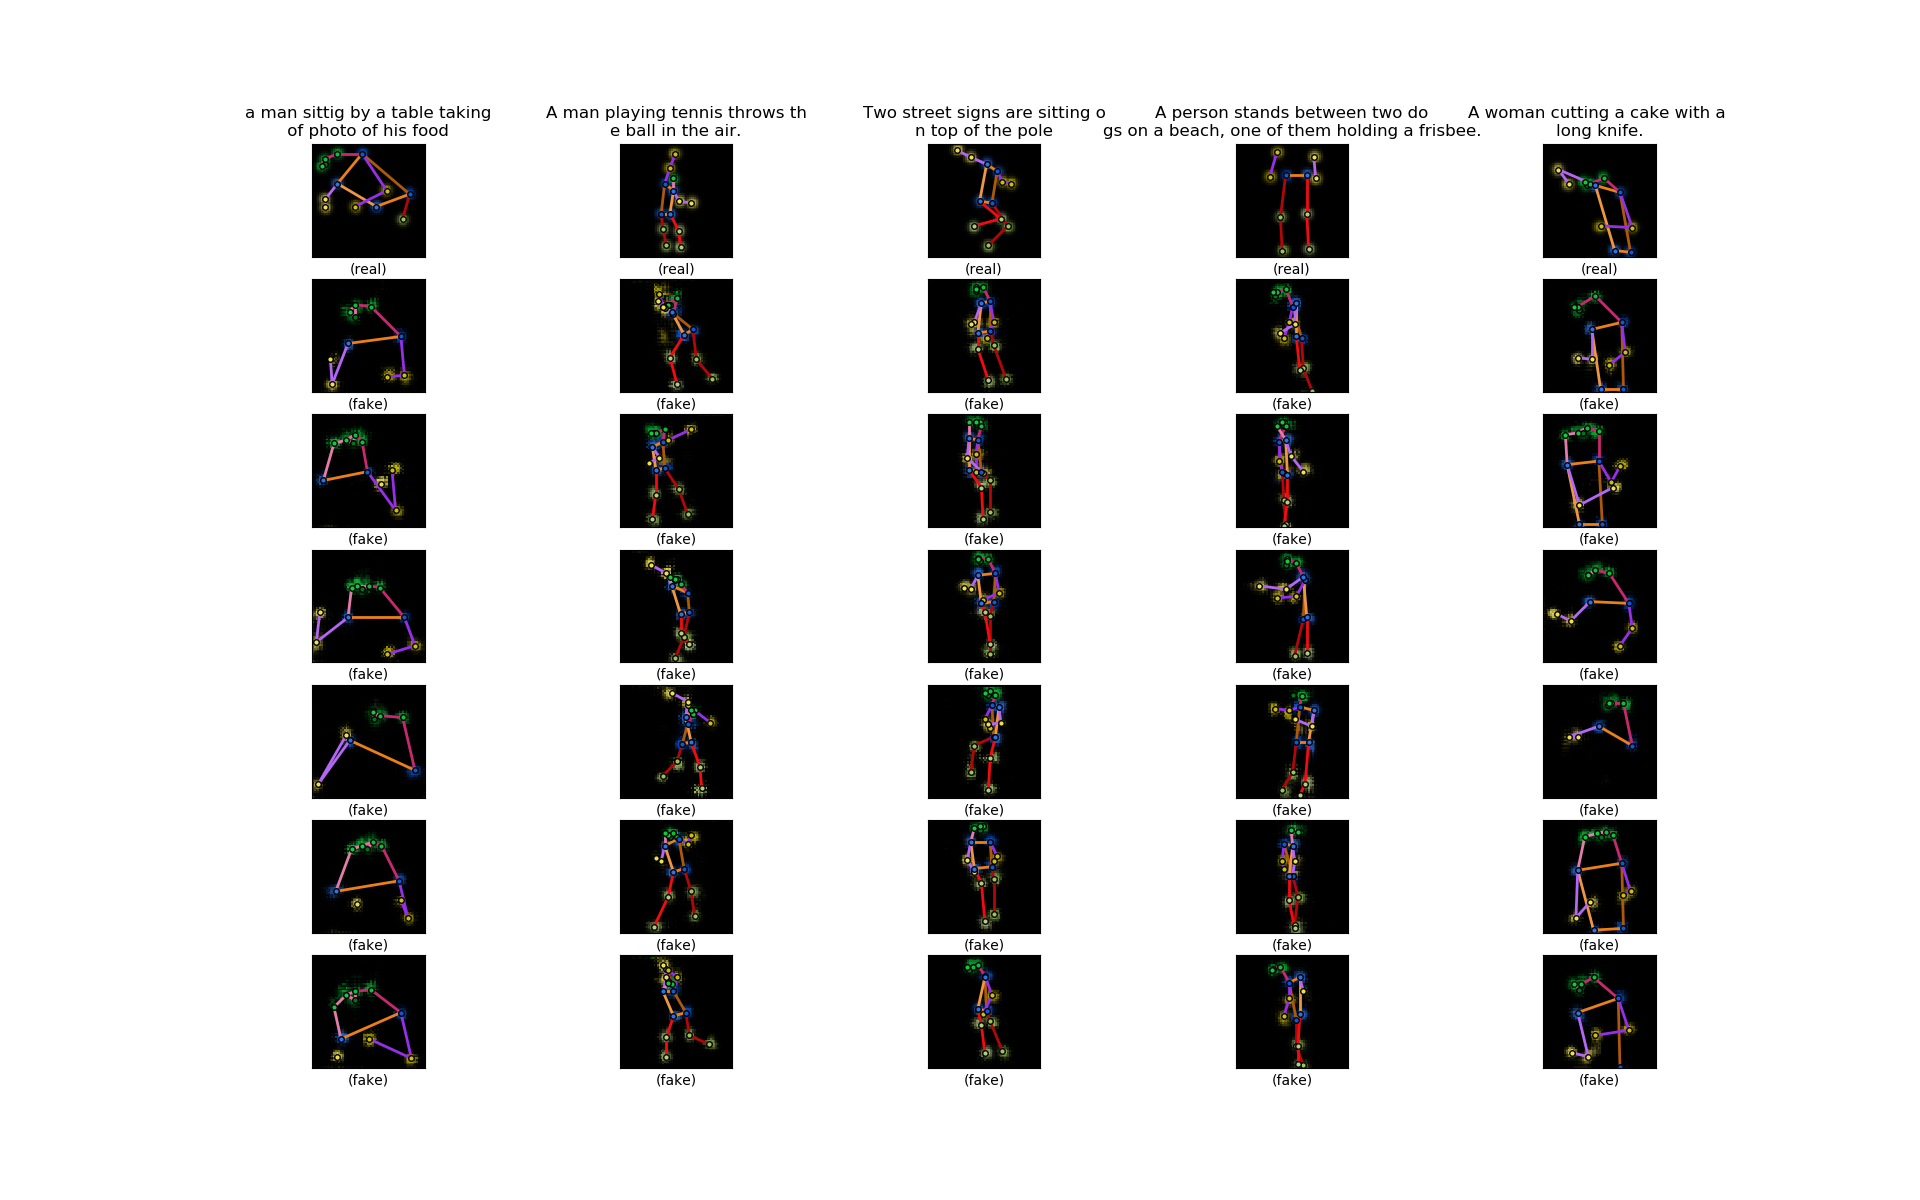 a man sittig by a table taking
of photo of his food
A man playing tennis throws th
e ball in the air.
Two street signs are sitting o
n top of the pole
A person stands between two do
gs on a beach, one of them holding a frisbee.
A woman cutting a cake with a
long knife.
(real) (real) (real) (real) (real)
(fake) (fake) (fake) (fake) (fake)
(fake) (fake) (fake) (fake) (fake)
(fake) (fake) (fake) (fake) (fake)
(fake) (fake) (fake) (fake) (fake)
(fake) (fake) (fake) (fake) (fake)
(fake) (fake) (fake) (fake) (fake)